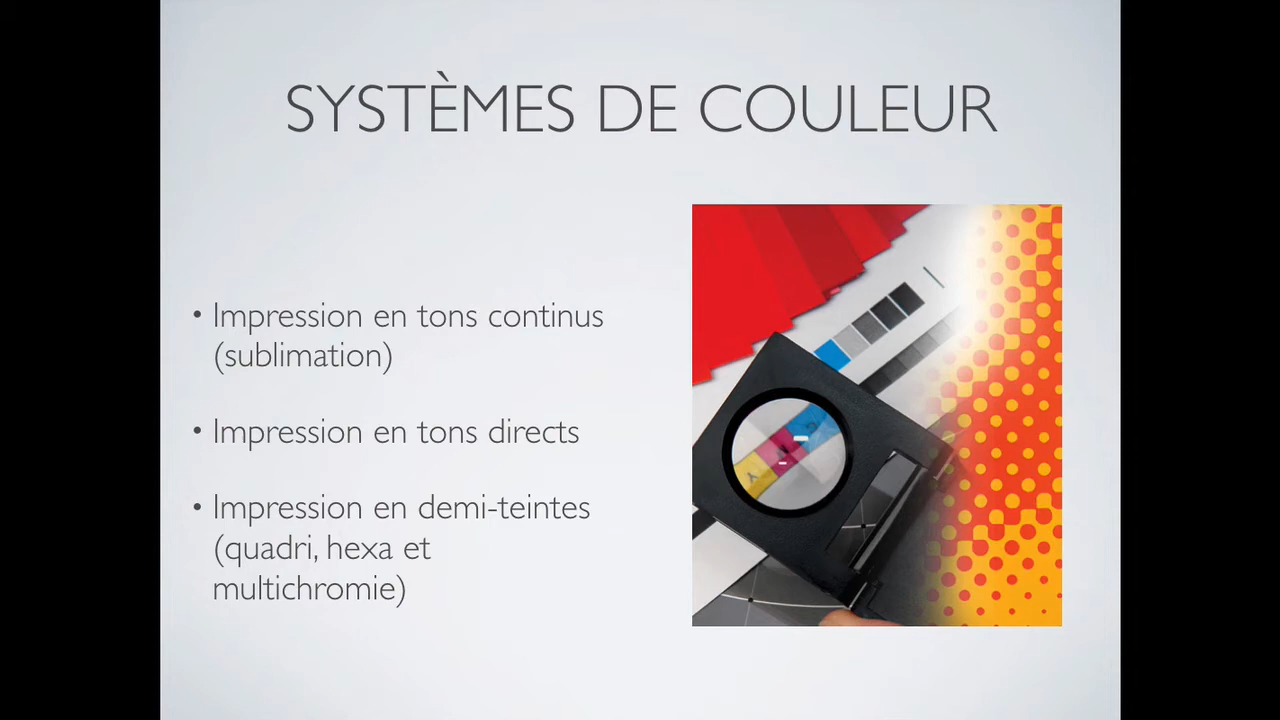 SYSTÈMES DE COULEUR
• Impression en tons continus
(sublimation)
• Impression en tons directs
• Impression en demi-teintes
(quadri, hexa et
multichromie)